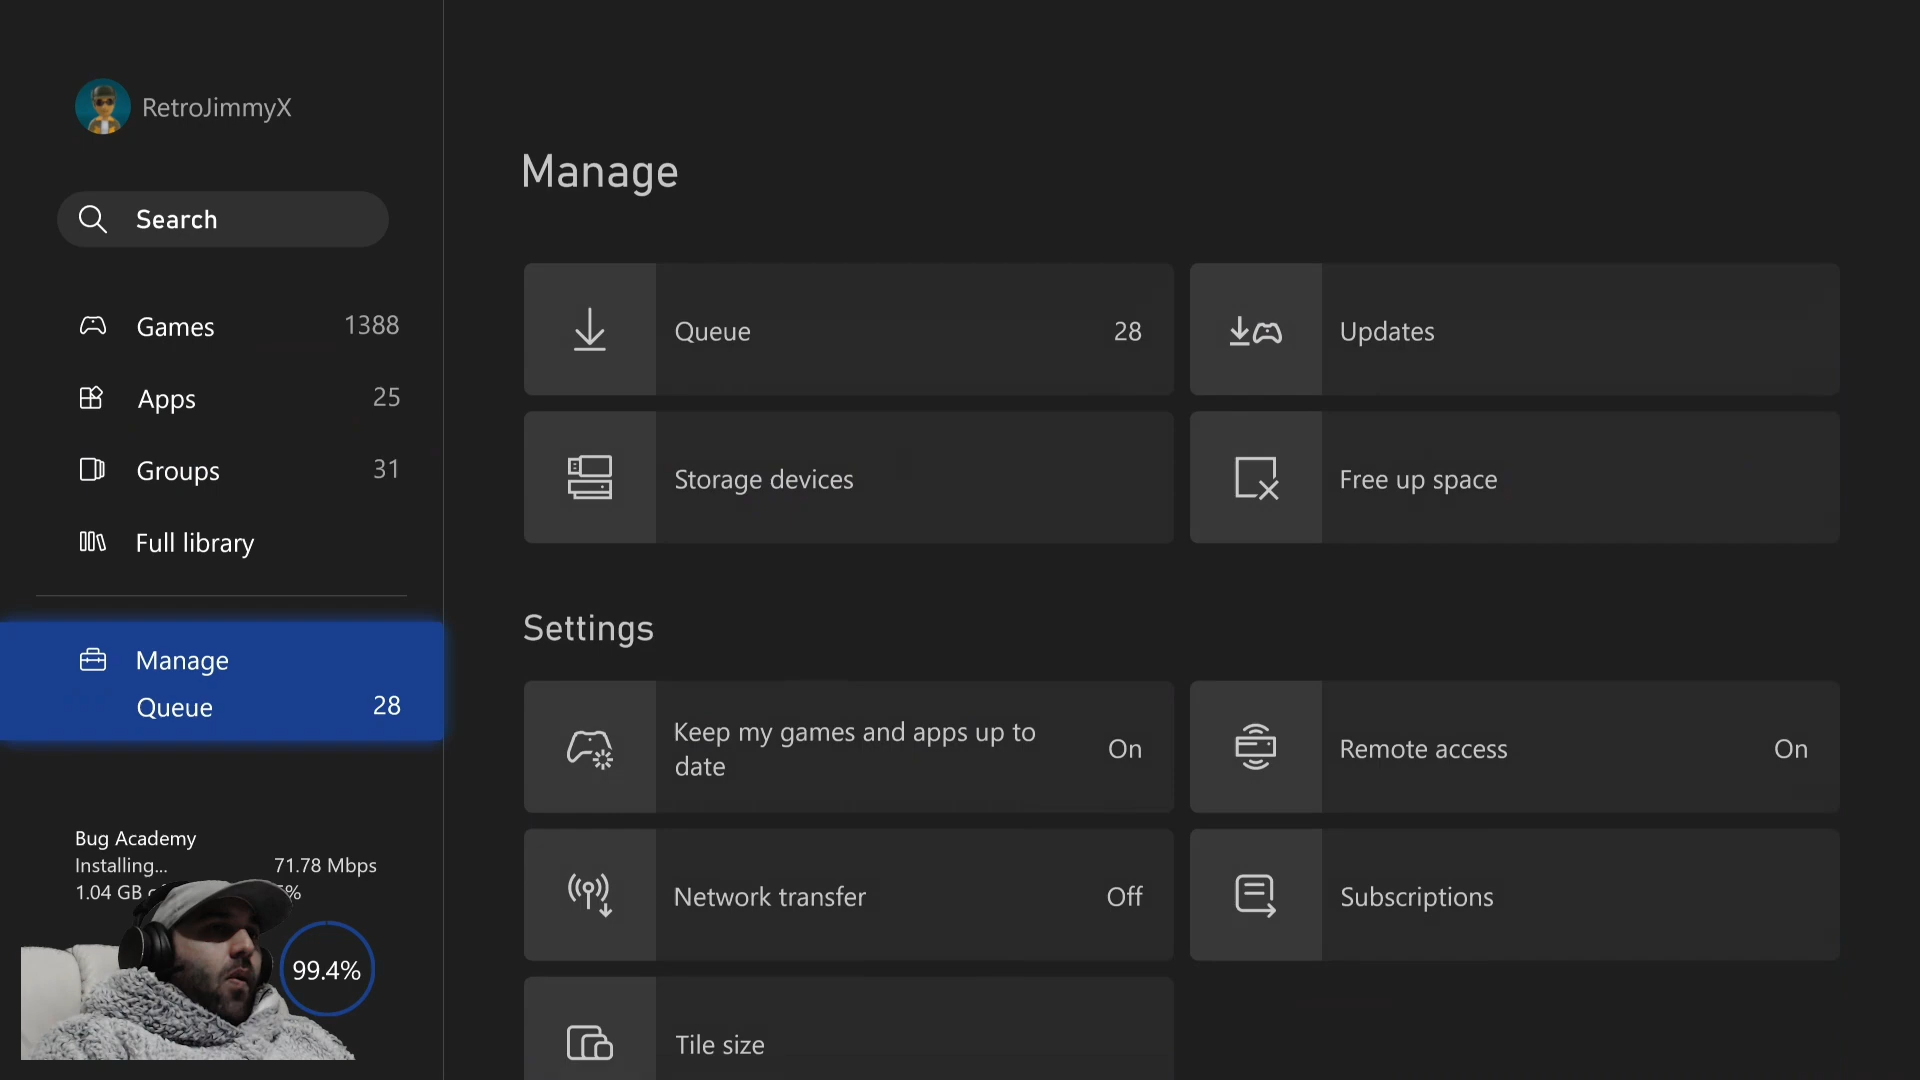 RetroJimmyX
Search
Games 1388
Apps 25
Groups 31
Full library
Manage
Queue 28
Bug Academy
Installing... 71.78 Mbps
1.04 GB
99.4%
Manage
Queue 28
Updates
Storage devices
Free up space
Settings
Keep my games and apps up to
date
On
Remote access On
Network transfer Off
Subscriptions
Tile size